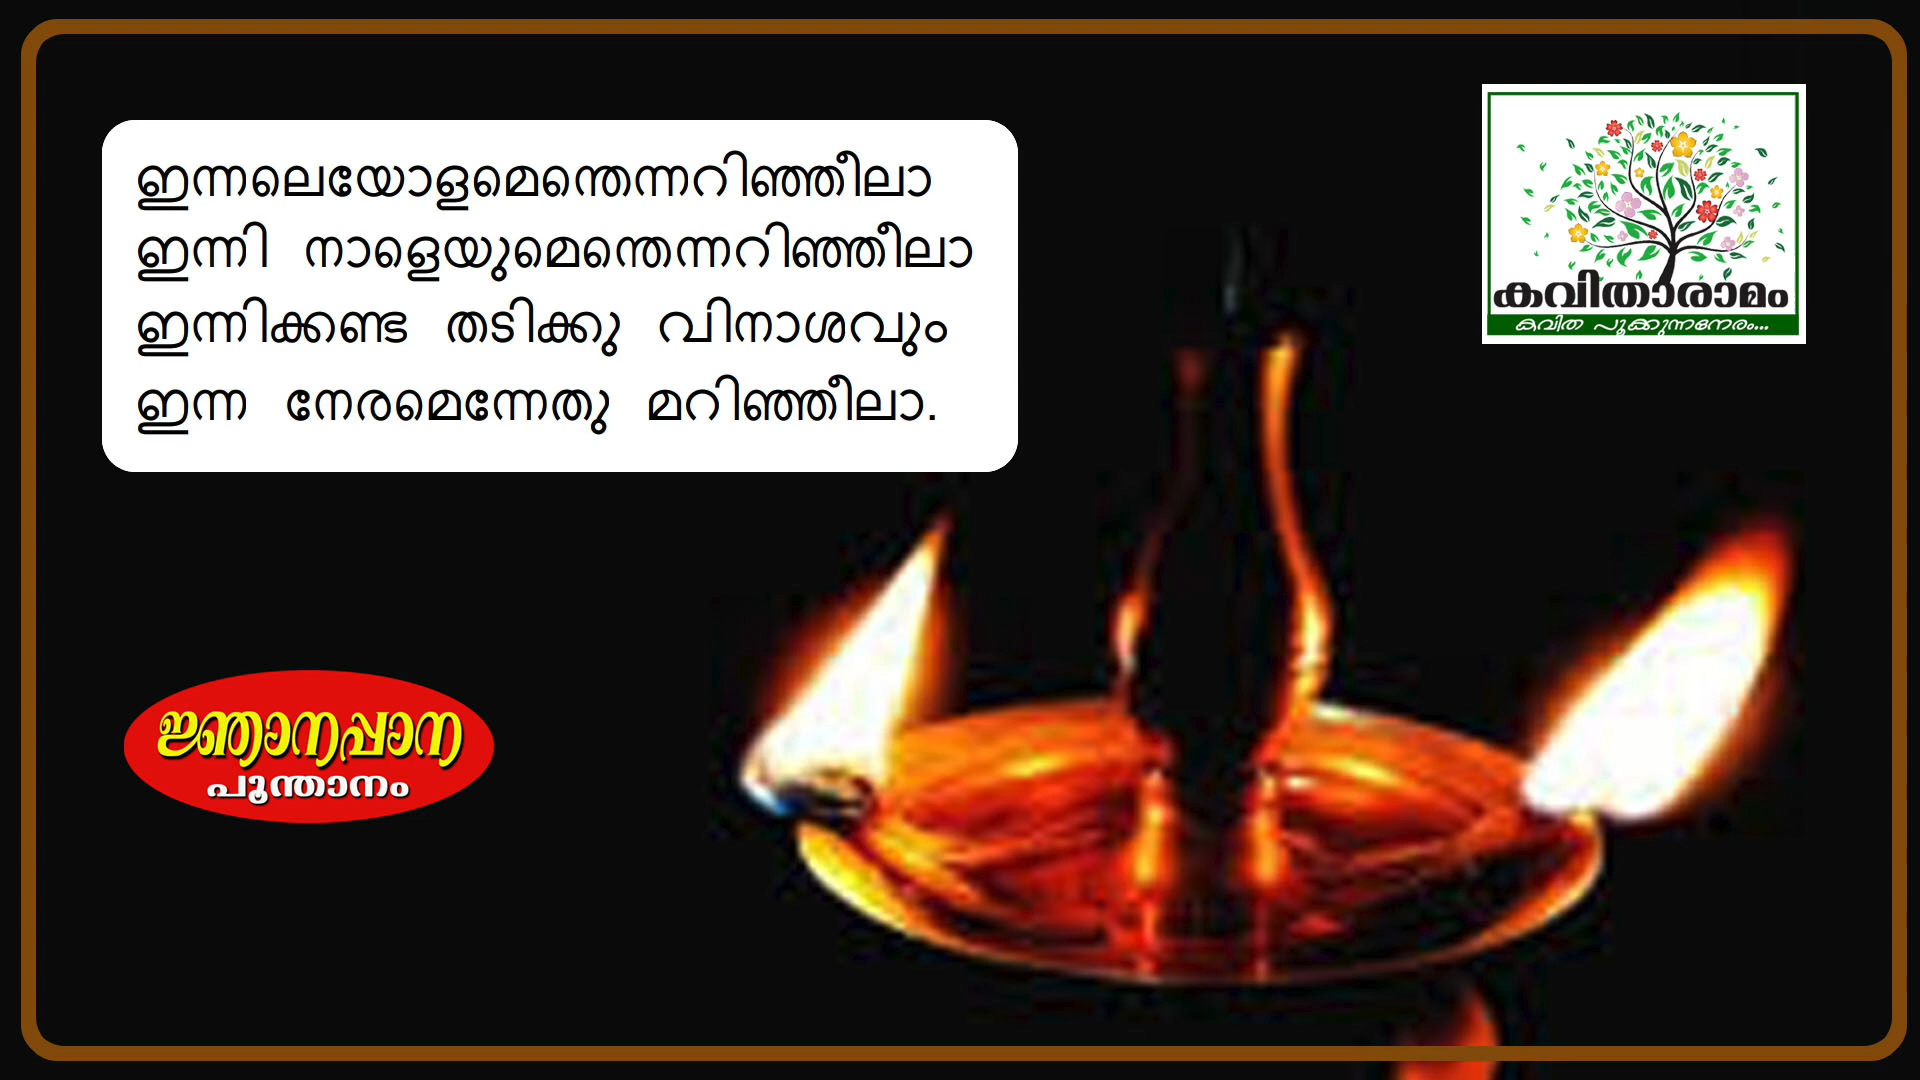 ഇന്നലെയോളമെന്തെന്നറിഞ്ഞീലാ
ഇന്നി നാളെയുമെന്തെന്നറിഞ്ഞീലാ
ഇന്നിക്കണ്ട തടിക്കു വിനാശവും
ഇന്ന നേരമെന്നേതു മറിഞ്ഞീലാ.
കവിതാരാമം
കവിത പൂക്കുന്നനേരം...
ജ്ഞാനപ്പാന
പൂന്താനം